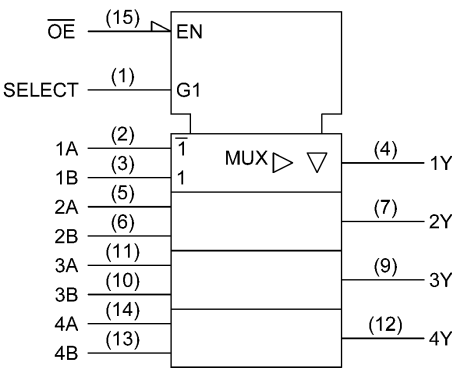 OE (15) EN
SELECT (1) G1
1A (2) 1 MUX (4) 1Y
1B (3) 1
2A (5) (7) 2Y
2B (6)
3A (11) (9) 3Y
3B (10)
4A (14) (12) 4Y
4B (13)